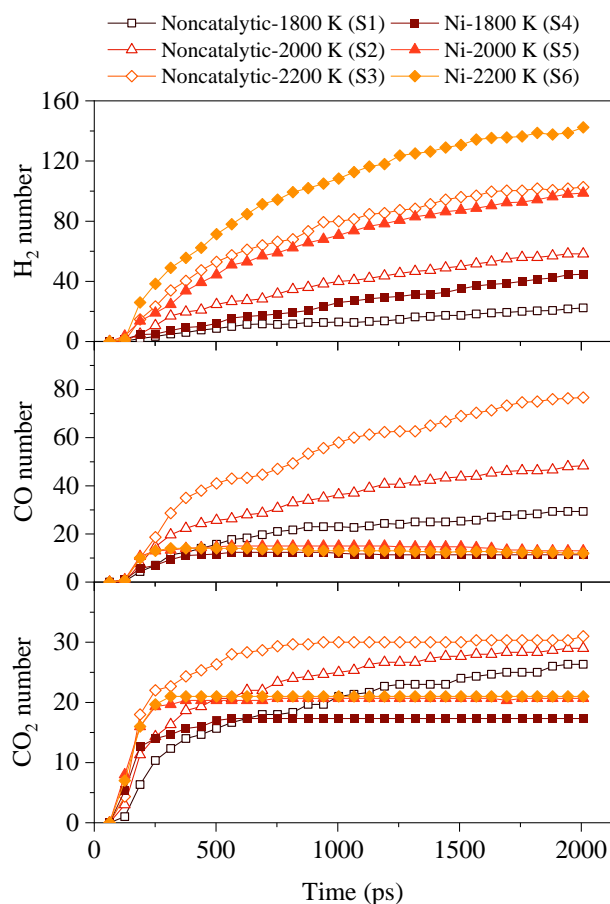 Noncatalytic-1800 K (S1) Ni-1800 K (S4)
Noncatalytic-2000 K (S2) Ni-2000 K (S5)
Noncatalytic-2200 K (S3) Ni-2200 K (S6)
160
120
80
40
0
H₂ number
80
60
40
20
0
CO number
30
20
10
0
CO₂ number
0 500 1000 1500 2000
Time (ps)